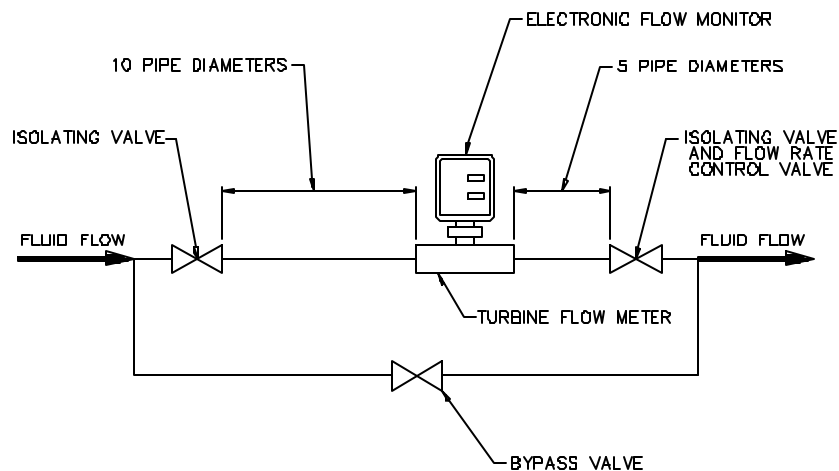 ELECTRONIC FLOW MONITOR
10 PIPE DIAMETERS
5 PIPE DIAMETERS
ISOLATING VALVE
ISOLATING VALVE
AND FLOW RATE
CONTROL VALVE
FLUID FLOW
FLUID FLOW
TURBINE FLOW METER
BYPASS VALVE